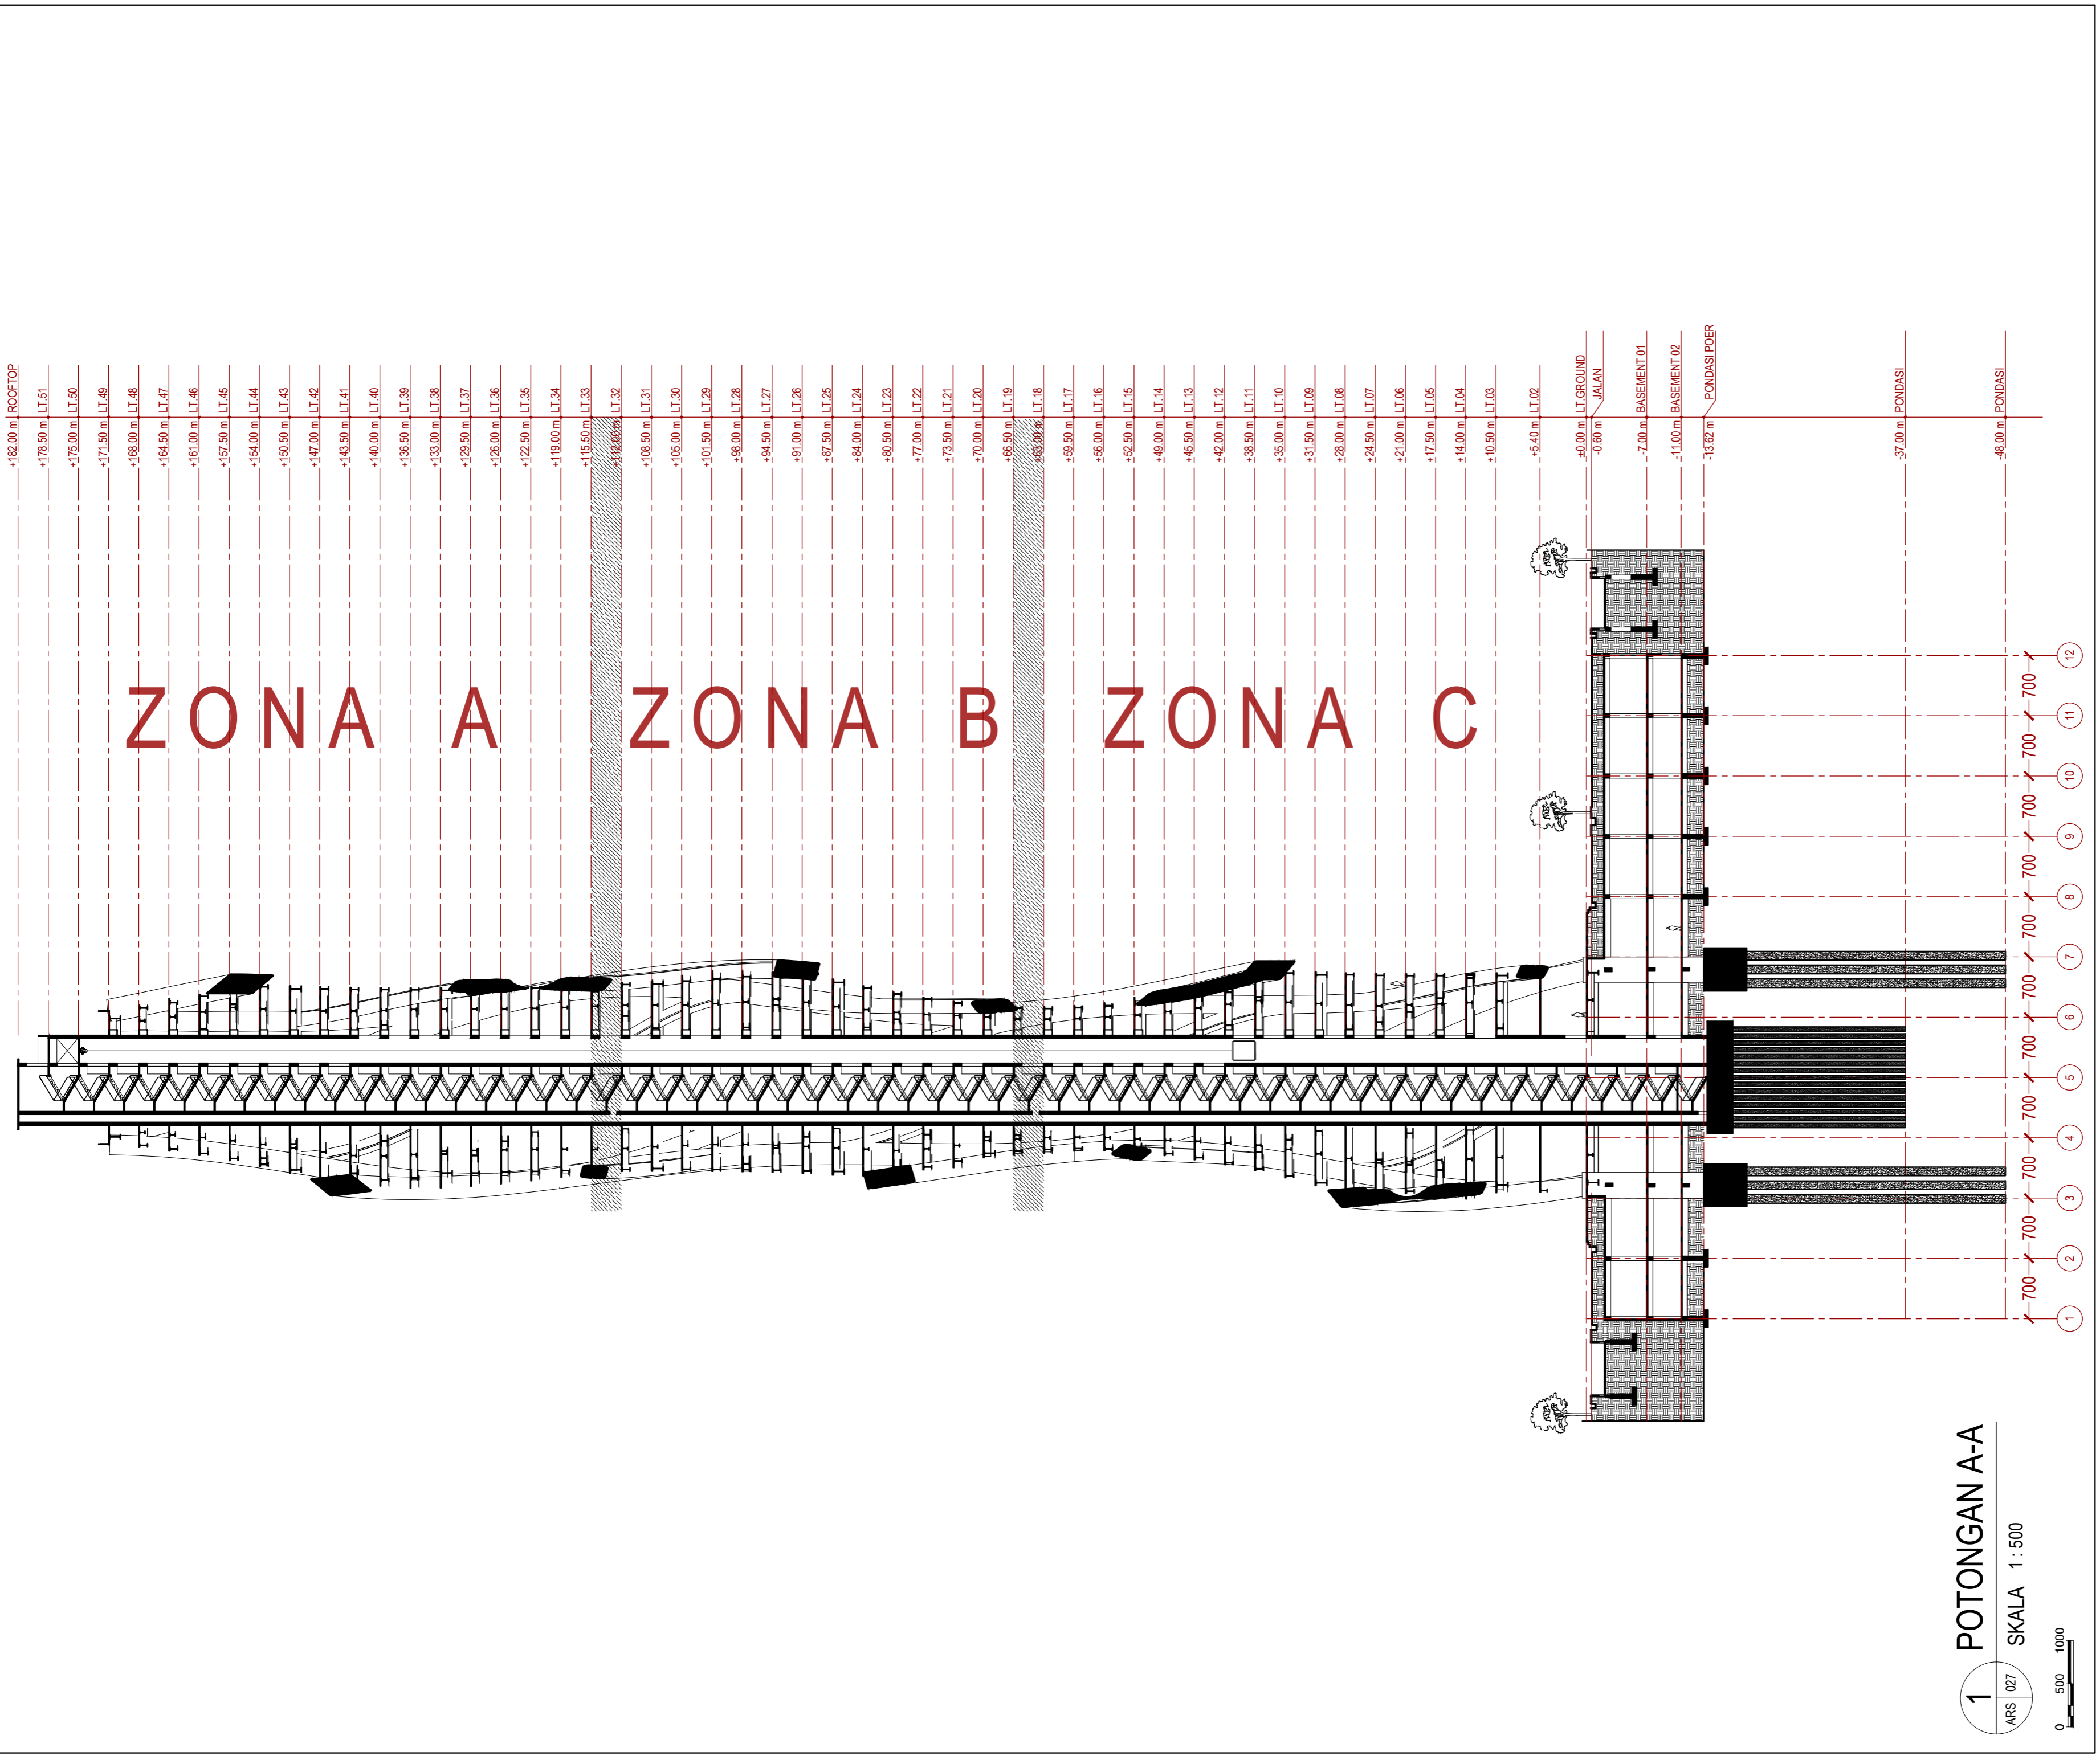 +182.00 m ROOFTOP
+178.50 m LT.51
+175.00 m LT.50
+171.50 m LT.49
+168.00 m LT.48
+164.50 m LT.47
+161.00 m LT.46
+157.50 m LT.45
+154.00 m LT.44
+150.50 m LT.43
+147.00 m LT.42
+143.50 m LT.41
+140.00 m LT.40
+136.50 m LT.39
+133.00 m LT.38
+129.50 m LT.37
+126.00 m LT.36
+122.50 m LT.35
+119.00 m LT.34
+115.50 m LT.33
+112.00 m LT.32
+108.50 m LT.31
+105.00 m LT.30
+101.50 m LT.29
+98.00 m LT.28
+94.50 m LT.27
+91.00 m LT.26
+87.50 m LT.25
+84.00 m LT.24
+80.50 m LT.23
+77.00 m LT.22
+73.50 m LT.21
+70.00 m LT.20
+66.50 m LT.19
+63.00 m LT.18
+59.50 m LT.17
+56.00 m LT.16
+52.50 m LT.15
+49.00 m LT.14
+45.50 m LT.13
+42.00 m LT.12
+38.50 m LT.11
+35.00 m LT.10
+31.50 m LT.09
+28.00 m LT.08
+24.50 m LT.07
+21.00 m LT.06
+17.50 m LT.05
+14.00 m LT.04
+10.50 m LT.03
+5.40 m LT.02
±0.00 m LT.GROUND
-0.60 m JALAN
-7.00 m BASEMENT 01
-11.00 m BASEMENT 02
-13.62 m PONDASI POER
-37.00 m PONDASI
-48.00 m PONDASI
ZONA A
ZONA B
ZONA C
700 700 700 700 700 700 700 700 700 700 700
1 2 3 4 5 6 7 8 9 10 11 12
1
ARS 027
POTONGAN A-A
SKALA 1 : 500
0 500 1000